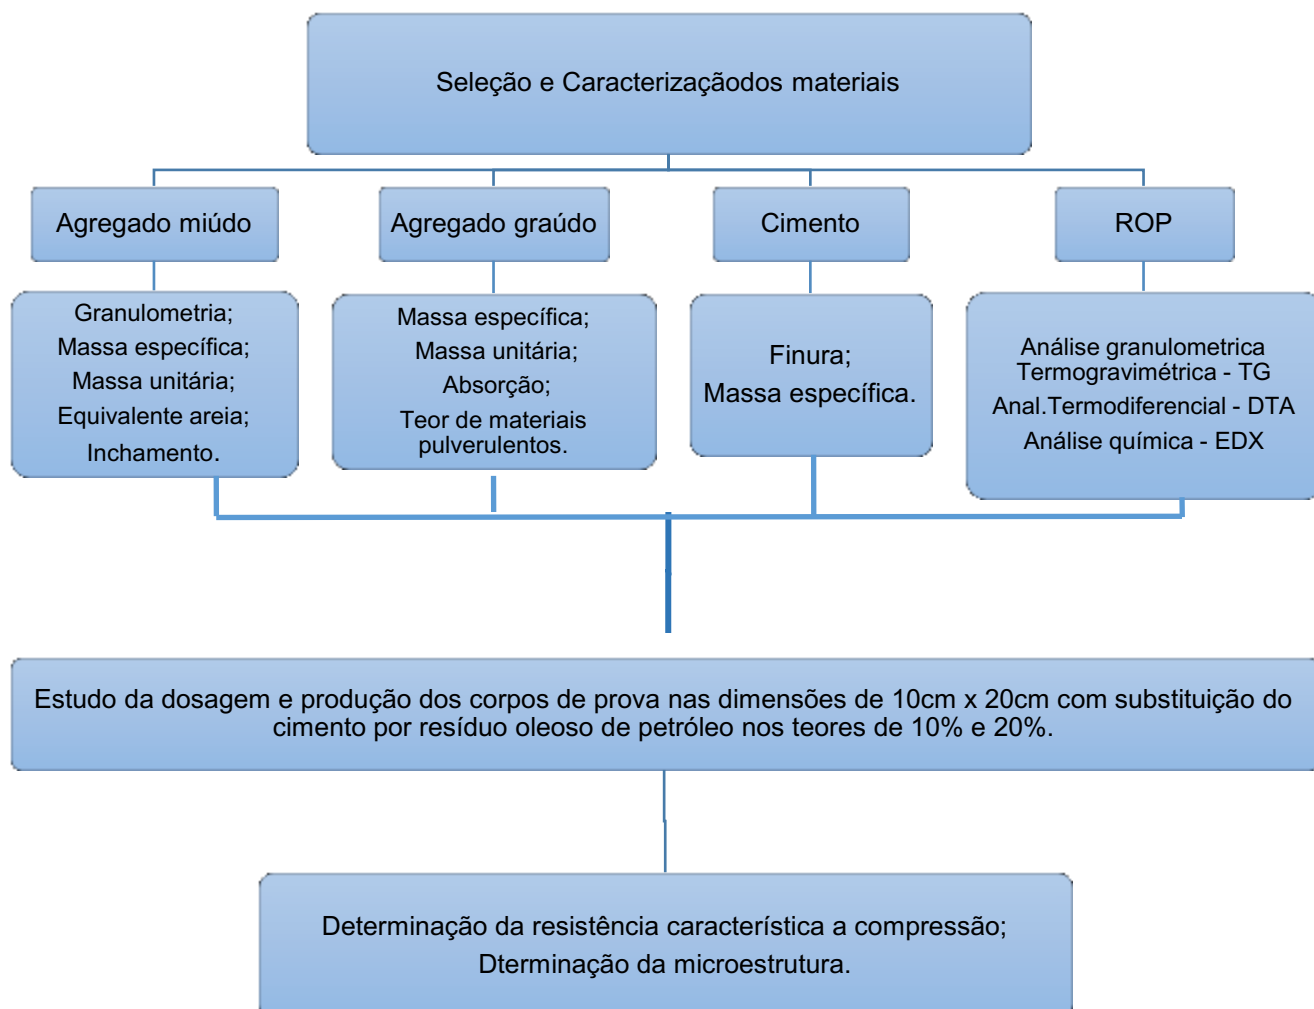 Seleção e Caracterizaçãodos materiais
Agregado miúdo
Agregado graúdo
Cimento
ROP
Granulometria;
Massa específica;
Massa unitária;
Equivalente areia;
Inchamento.
Massa específica;
Massa unitária;
Absorção;
Teor de materiais
pulverulentos.
Finura;
Massa específica.
Análise granulometrica
Termogravimétrica - TG
Anal.Termodiferencial - DTA
Análise química - EDX
Estudo da dosagem e produção dos corpos de prova nas dimensões de 10cm x 20cm com substituição do
cimento por resíduo oleoso de petróleo nos teores de 10% e 20%.
Determinação da resistência característica a compressão;
Dterminação da microestrutura.